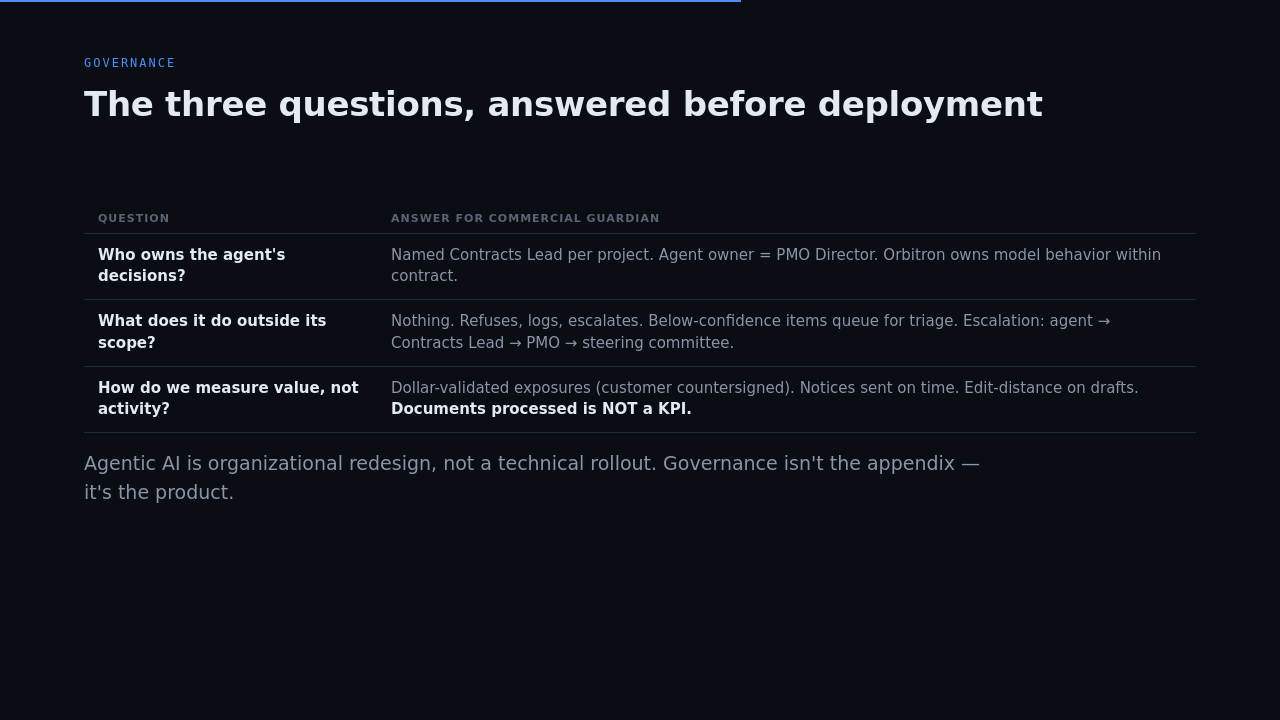 GOVERNANCE
The three questions, answered before deployment
QUESTION
ANSWER FOR COMMERCIAL GUARDIAN
Who owns the agent's
decisions?
Named Contracts Lead per project. Agent owner = PMO Director. Orbitron owns model behavior within
contract.
What does it do outside its
scope?
Nothing. Refuses, logs, escalates. Below-confidence items queue for triage. Escalation: agent →
Contracts Lead → PMO → steering committee.
How do we measure value, not
activity?
Dollar-validated exposures (customer countersigned). Notices sent on time. Edit-distance on drafts.
Documents processed is NOT a KPI.
Agentic AI is organizational redesign, not a technical rollout. Governance isn't the appendix —
it's the product.